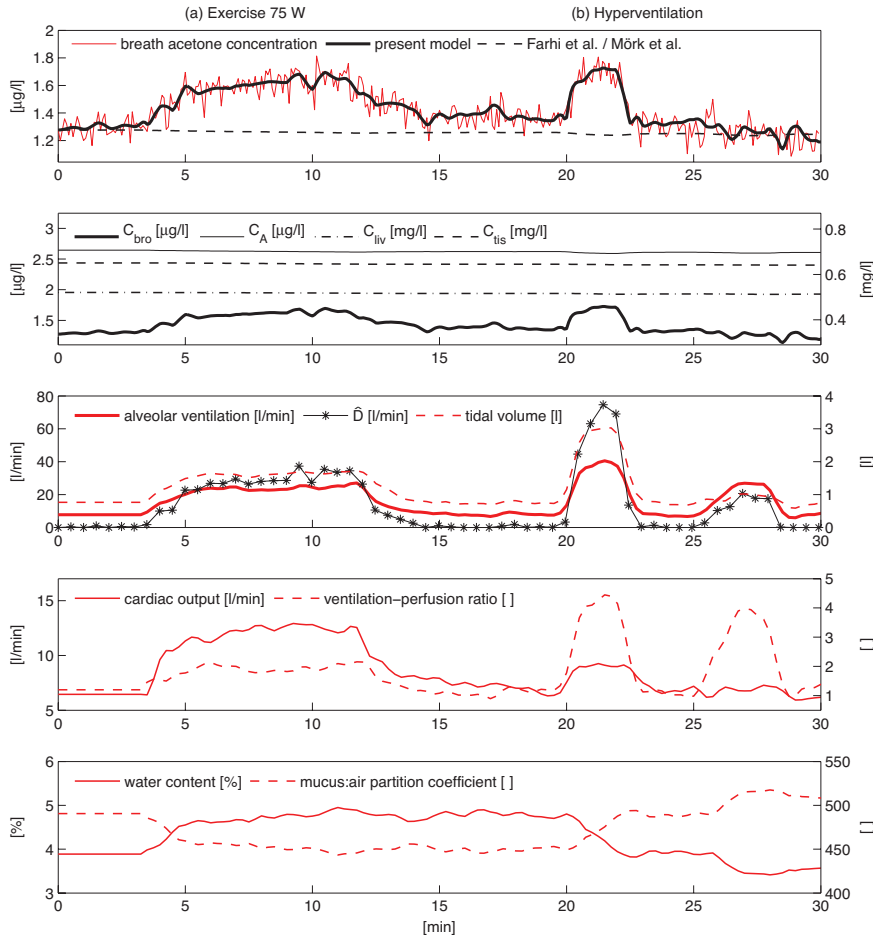 (a) Exercise 75 W (b) Hyperventilation
breath acetone concentration present model Farhi et al. / Mörk et al.
[µg/l]
2
1.8
1.6
1.4
1.2
0 5 10 15 20 25 30
C_bro [µg/l] C_A [µg/l] C_liv [mg/l] C_tis [mg/l]
[µg/l]
3
2.5
2
1.5
0.8
0.6
0.4
[mg/l]
0 5 10 15 20 25 30
alveolar ventilation [l/min] D̂ [l/min] tidal volume [l]
[l/min]
80
60
40
20
0
4
3
2
1
0
[l]
0 5 10 15 20 25 30
cardiac output [l/min] ventilation–perfusion ratio [ ]
[l/min]
15
10
5
5
4
3
2
1
[ ]
0 5 10 15 20 25 30
water content [%] mucus:air partition coefficient [ ]
[%]
6
5
4
3
550
500
450
400
[ ]
0 5 10 15 20 25 30
[min]